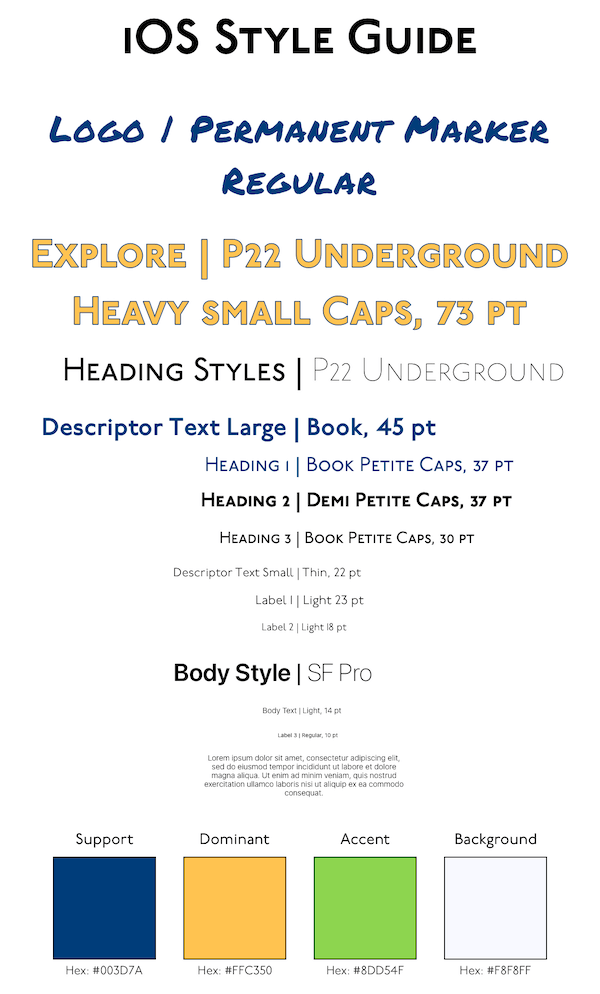 iOS Style Guide
Logo | Permanent Marker
Regular
Explore | P22 Underground
Heavy small Caps, 73 pt
Heading Styles | P22 Underground
Descriptor Text Large | Book, 45 pt
Heading 1 | Book Petite Caps, 37 pt
Heading 2 | Demi Petite Caps, 37 pt
Heading 3 | Book Petite Caps, 30 pt
Descriptor Text Small | Thin, 22 pt
Label 1 | Light 23 pt
Label 2 | Light 18 pt
Body Style | SF Pro
Body Text | Light, 14 pt
Label 3 | Regular, 10 pt
Lorem ipsum dolor sit amet, consectetur adipiscing elit,
sed do eiusmod tempor incididunt ut labore et dolore
magna aliqua. Ut enim ad minim veniam, quis nostrud
exercitation ullamco laboris nisi ut aliquip ex ea commodo
consequat.
Support Dominant Accent Background
Hex: #003D7A Hex: #FFC350 Hex: #8DD54F Hex: #F8F8FF